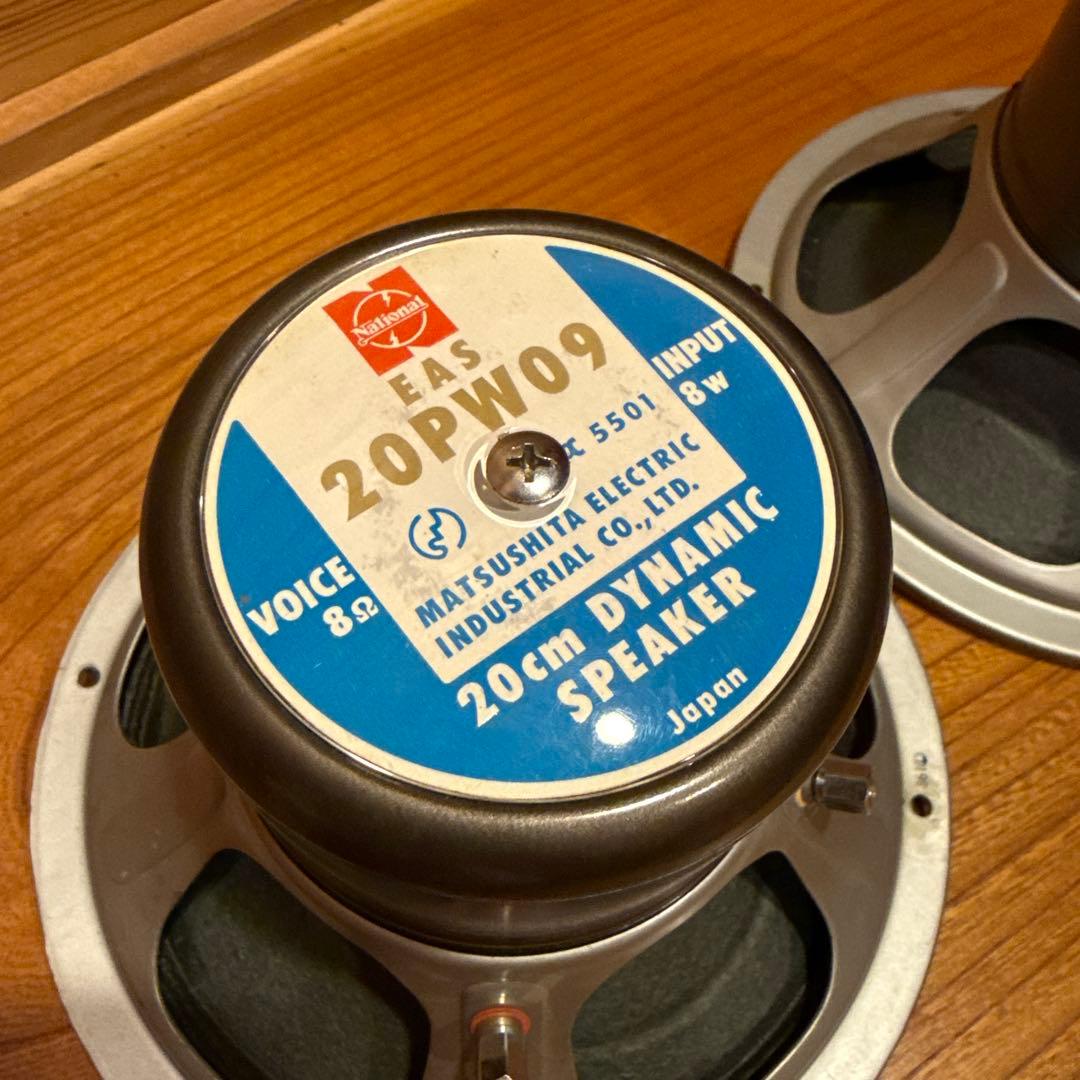 National
EAS
20PW09
5501
INPUT
8w
VOICE
8Ω
MATSUSHITA ELECTRIC
INDUSTRIAL CO.,LTD.
20cm DYNAMIC
SPEAKER
Japan